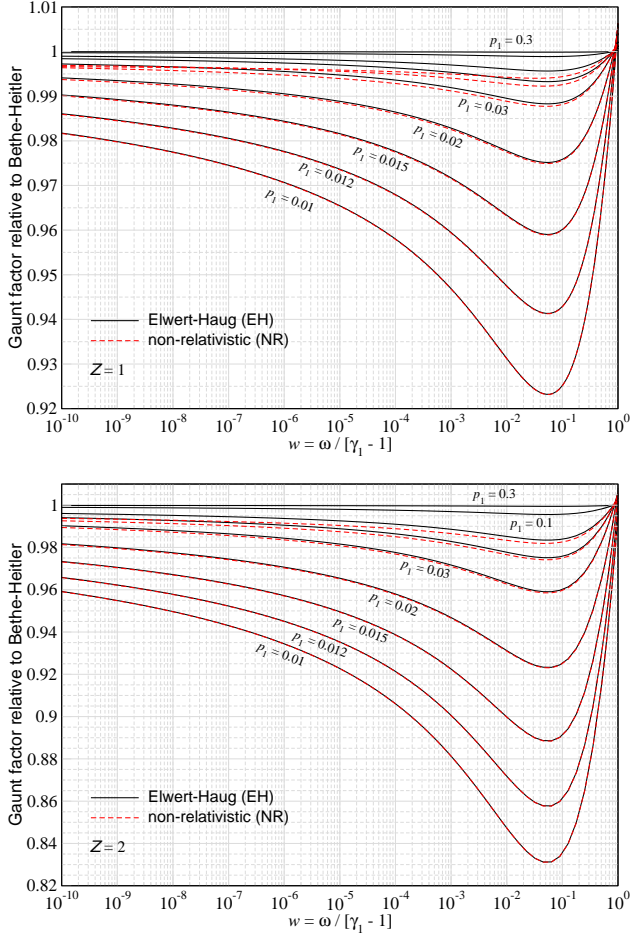 1.01
1
0.99
0.98
0.97
0.96
0.95
0.94
0.93
0.92
Gaunt factor relative to Bethe-Heitler
p₁ = 0.3
p₁ = 0.03
p₁ = 0.02
p₁ = 0.015
p₁ = 0.012
p₁ = 0.01
Elwert-Haug (EH)
non-relativistic (NR)
Z = 1
10⁻¹⁰ 10⁻⁹ 10⁻⁸ 10⁻⁷ 10⁻⁶ 10⁻⁵ 10⁻⁴ 10⁻³ 10⁻² 10⁻¹ 10⁰
w = ω / [γ₁ - 1]
1
0.98
0.96
0.94
0.92
0.9
0.88
0.86
0.84
0.82
Gaunt factor relative to Bethe-Heitler
p₁ = 0.3
p₁ = 0.1
p₁ = 0.03
p₁ = 0.02
p₁ = 0.015
p₁ = 0.012
p₁ = 0.01
Elwert-Haug (EH)
non-relativistic (NR)
Z = 2
10⁻¹⁰ 10⁻⁹ 10⁻⁸ 10⁻⁷ 10⁻⁶ 10⁻⁵ 10⁻⁴ 10⁻³ 10⁻² 10⁻¹ 10⁰
w = ω / [γ₁ - 1]